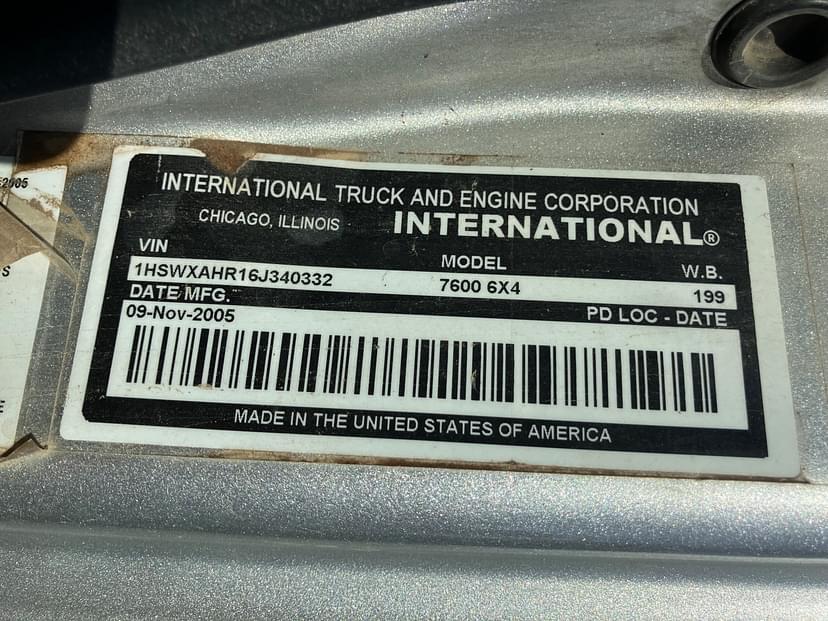 INTERNATIONAL TRUCK AND ENGINE CORPORATION
CHICAGO, ILLINOIS INTERNATIONAL®
VIN MODEL W.B.
1HSWXAHR16J340332 7600 6X4 199
DATE MFG. PD LOC - DATE
09-Nov-2005
MADE IN THE UNITED STATES OF AMERICA